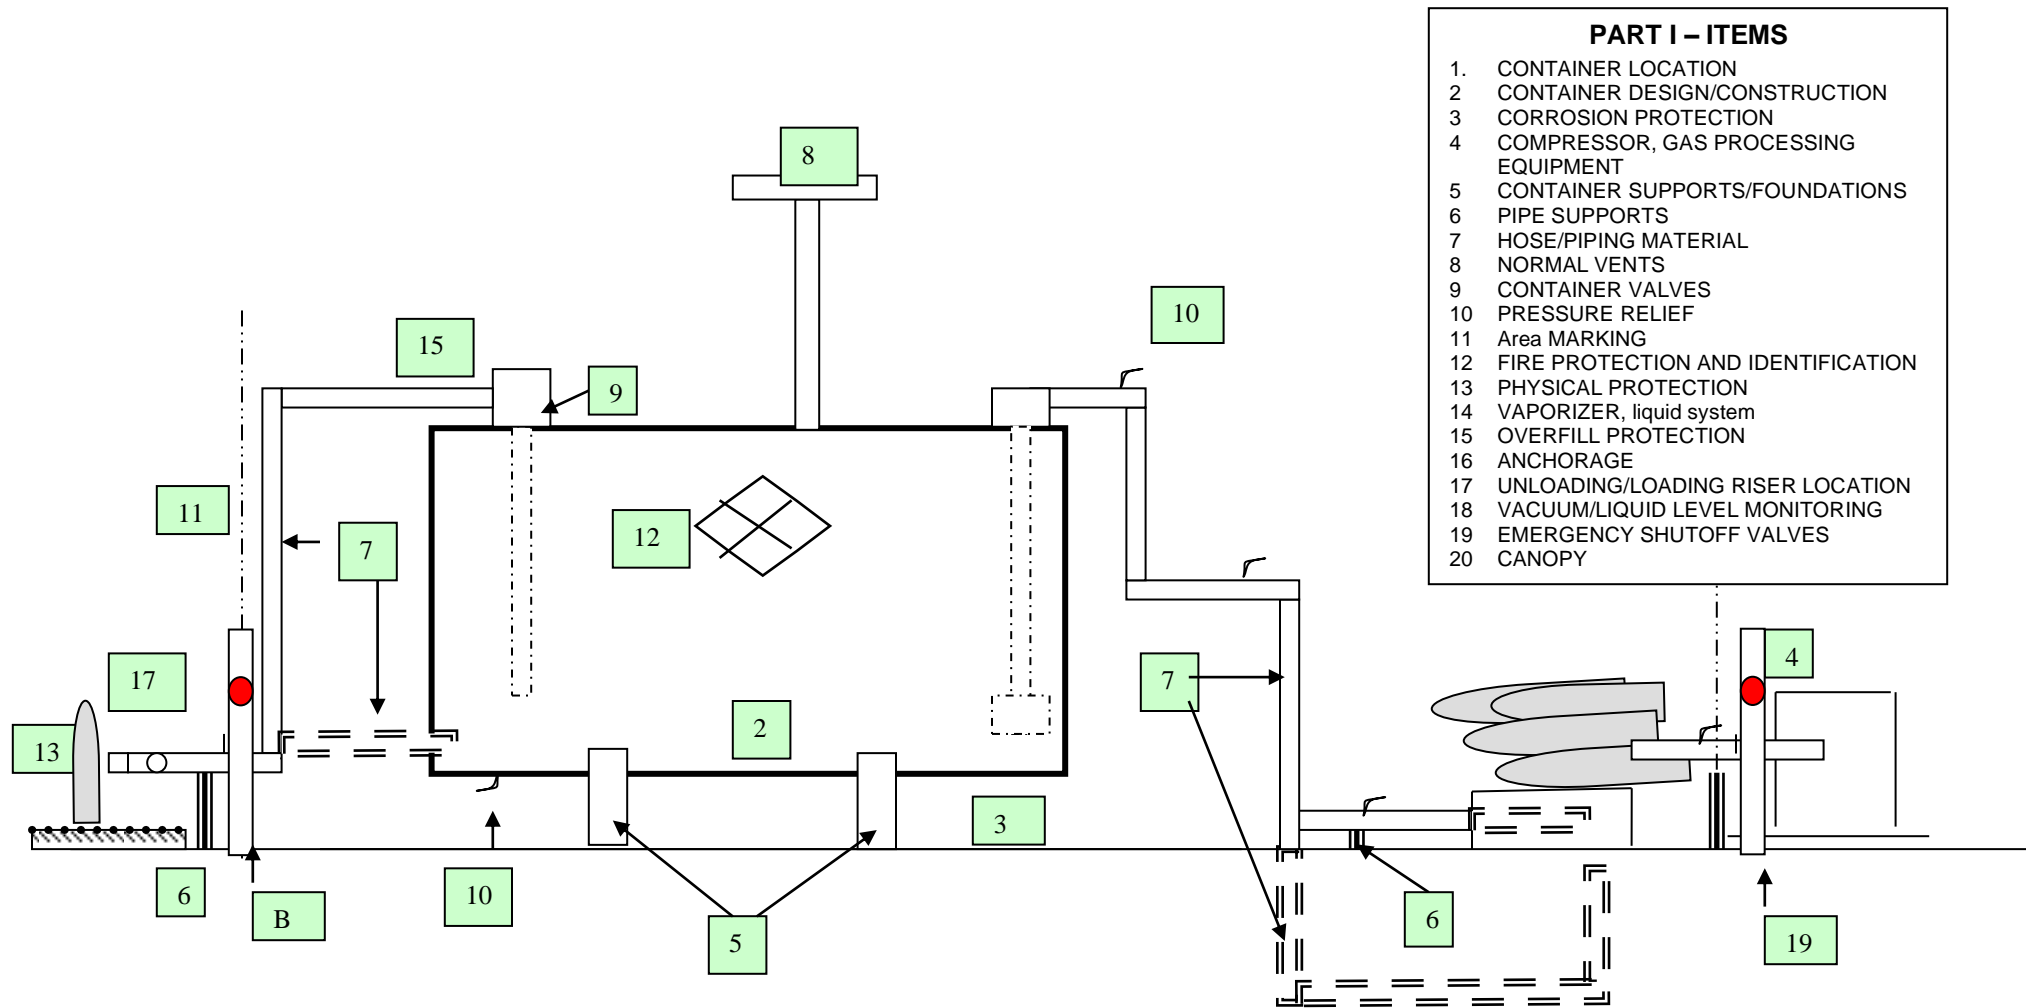 PART I – ITEMS
1. CONTAINER LOCATION
2 CONTAINER DESIGN/CONSTRUCTION
3 CORROSION PROTECTION
4 COMPRESSOR, GAS PROCESSING
EQUIPMENT
5 CONTAINER SUPPORTS/FOUNDATIONS
6 PIPE SUPPORTS
7 HOSE/PIPING MATERIAL
8 NORMAL VENTS
9 CONTAINER VALVES
10 PRESSURE RELIEF
11 Area MARKING
12 FIRE PROTECTION AND IDENTIFICATION
13 PHYSICAL PROTECTION
14 VAPORIZER, liquid system
15 OVERFILL PROTECTION
16 ANCHORAGE
17 UNLOADING/LOADING RISER LOCATION
18 VACUUM/LIQUID LEVEL MONITORING
19 EMERGENCY SHUTOFF VALVES
20 CANOPY
8
10
15
9
11
12
7
17
7
4
2
13
3
6
10
B
5
6
19